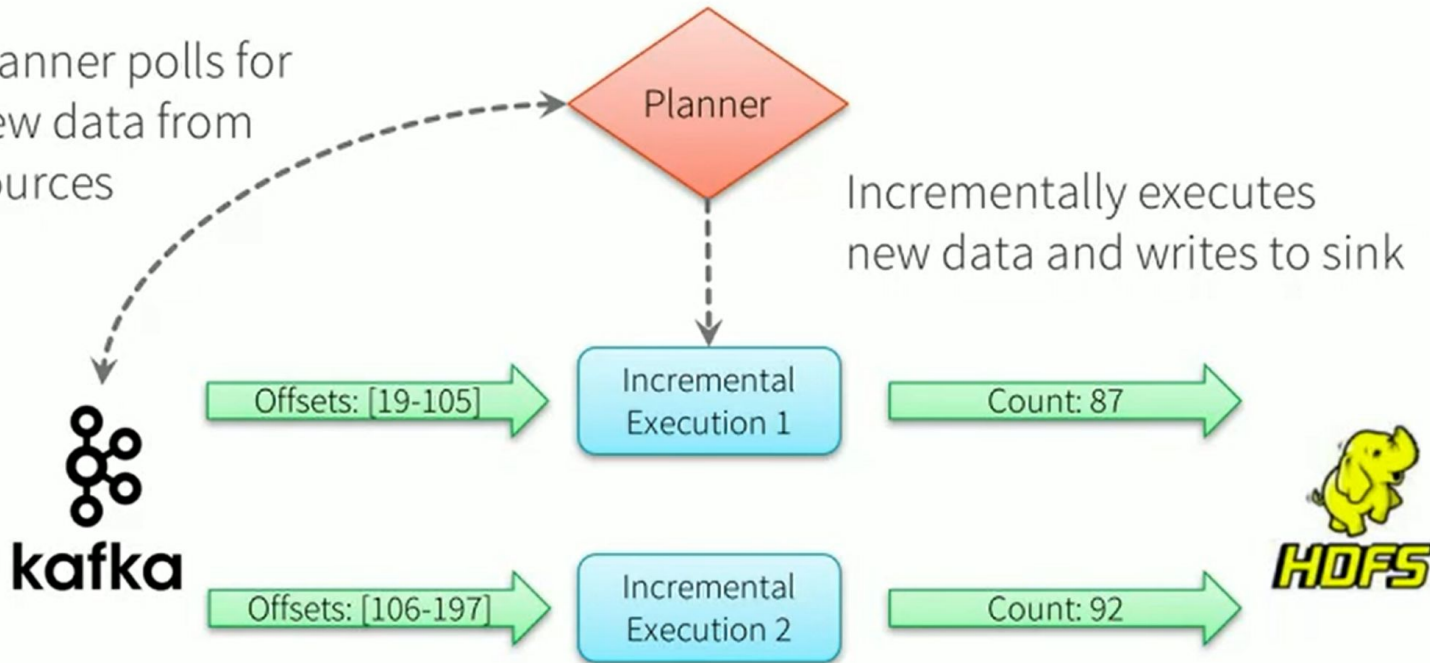 anner polls for
ew data from
ources
Planner
Incrementally executes
new data and writes to sink
Offsets: [19-105]
Incremental
Execution 1
Count: 87
kafka
HDFS
Offsets: [106-197]
Incremental
Execution 2
Count: 92